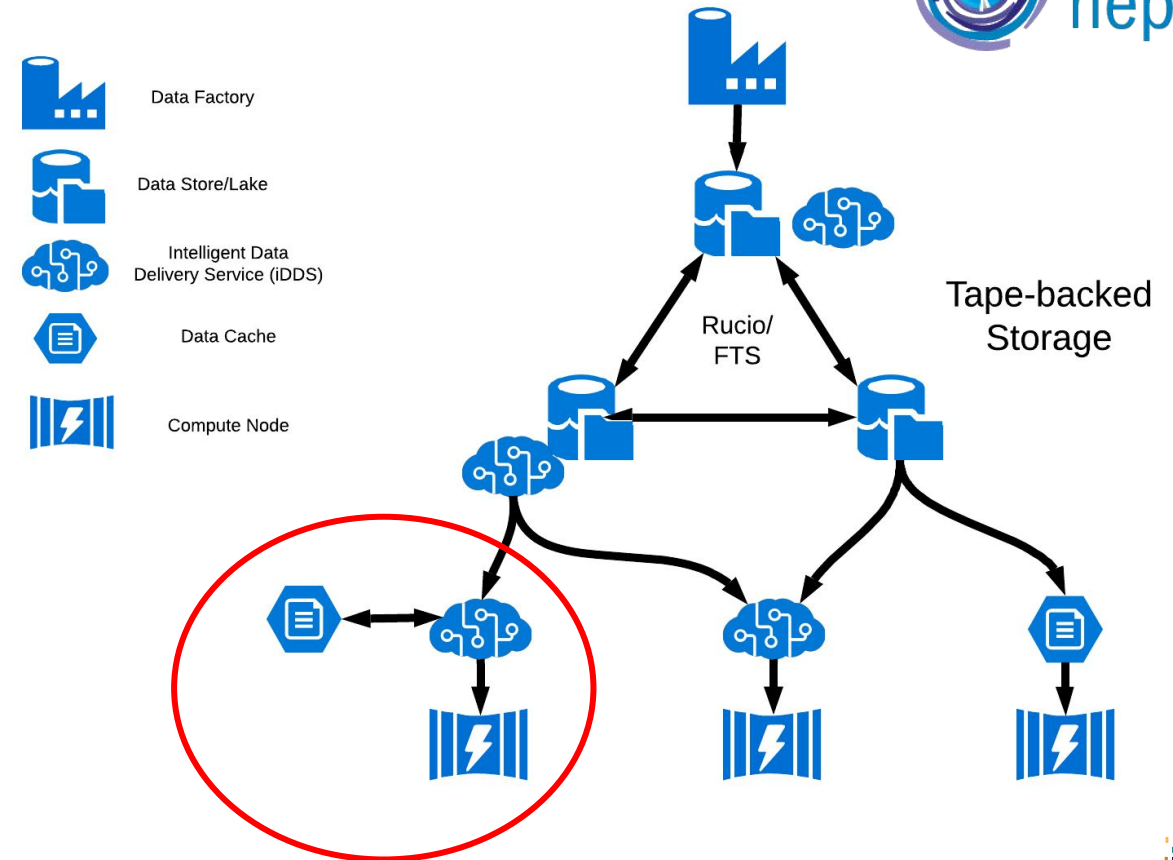 hep
Data Factory
Data Store/Lake
Intelligent Data
Delivery Service (iDDS)
Data Cache
Compute Node
Rucio/
FTS
Tape-backed
Storage